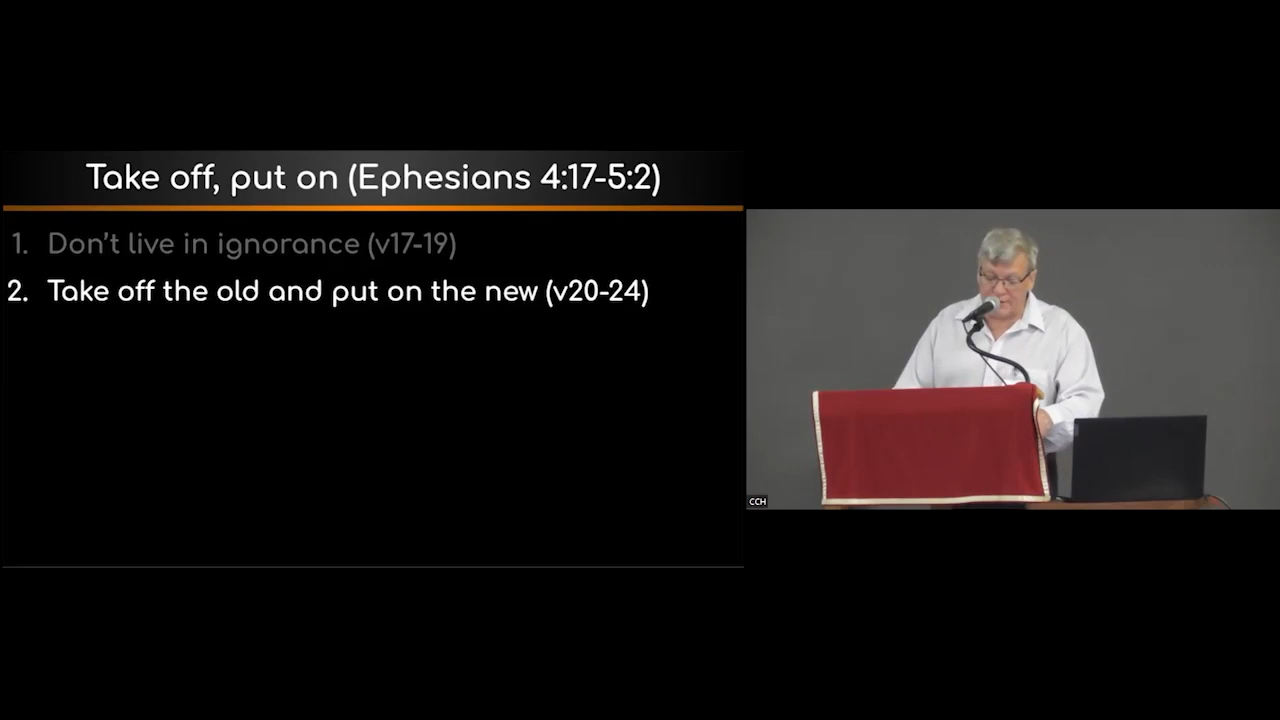 Take off, put on (Ephesians 4:17-5:2)
1. Don't live in ignorance (v17-19)
2. Take off the old and put on the new (v20-24)
CCH